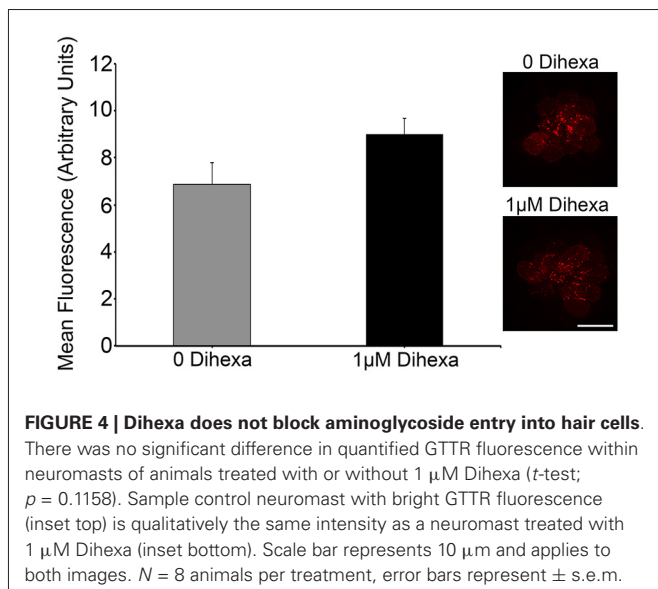 Mean Fluorescence (Arbitrary Units)
12
10
8
6
4
2
0
0 Dihexa
1µM Dihexa
0 Dihexa
1µM Dihexa
FIGURE 4 | Dihexa does not block aminoglycoside entry into hair cells.
There was no significant difference in quantified GTTR fluorescence within
neuromasts of animals treated with or without 1 µM Dihexa (t-test;
p = 0.1158). Sample control neuromast with bright GTTR fluorescence
(inset top) is qualitatively the same intensity as a neuromast treated with
1 µM Dihexa (inset bottom). Scale bar represents 10 µm and applies to
both images. N = 8 animals per treatment, error bars represent ± s.e.m.